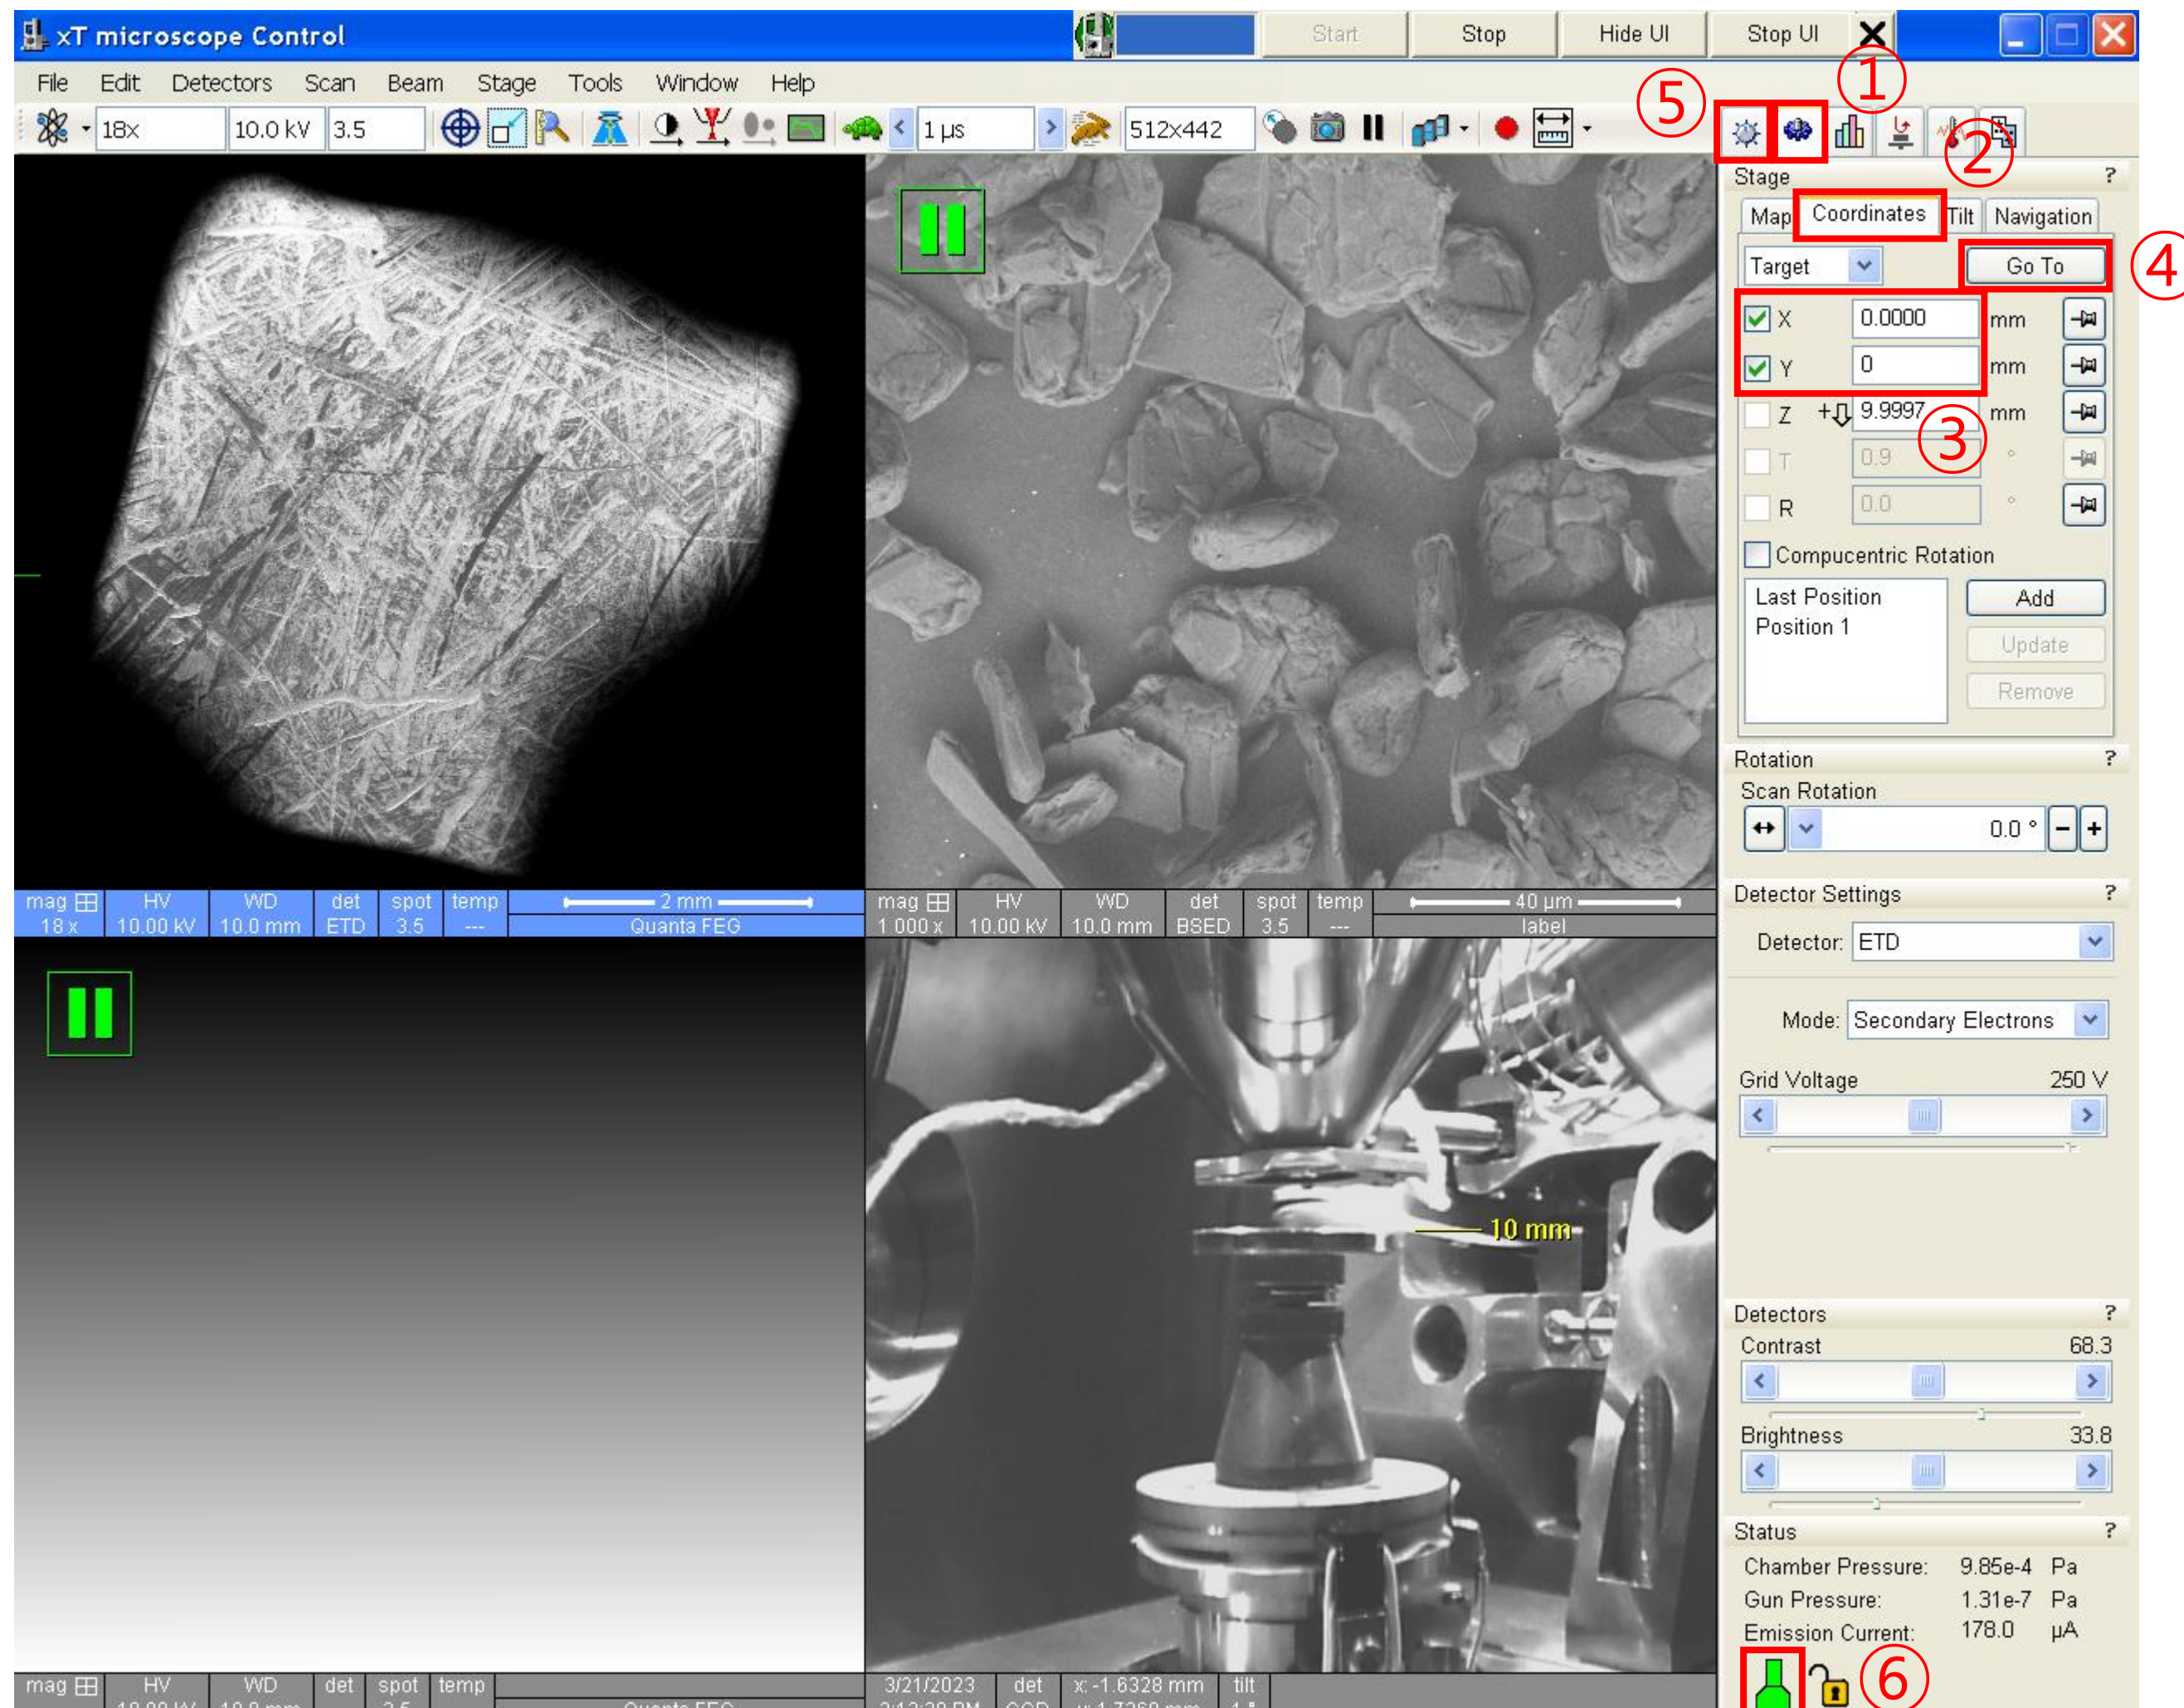 xT microscope Control
Start Stop Hide UI Stop UI X
File Edit Detectors Scan Beam Stage Tools Window Help
⑤ ①
18x 10.0 kV 3.5 1 µs 512x442
②
Stage ?
Map Coordinates Tilt Navigation
Target Go To ④
X 0.0000 mm
Y 0 mm
Z + 9.9997 mm
③
T 0.9 °
R 0.0 °
Compucentric Rotation
Last Position
Position 1
Add
Update
Remove
Rotation ?
Scan Rotation
0.0 ° - +
mag HV WD det spot temp 2 mm
18 x 10.00 kV 10.0 mm ETD 3.5 --- Quanta FEG
mag HV WD det spot temp 40 µm
1 000 x 10.00 kV 10.0 mm BSED 3.5 --- label
Detector Settings ?
Detector: ETD
Mode: Secondary Electrons
Grid Voltage 250 V
10 mm
Detectors ?
Contrast 68.3
Brightness 33.8
Status ?
Chamber Pressure: 9.85e-4 Pa
Gun Pressure: 1.31e-7 Pa
Emission Current: 178.0 µA
⑥
mag HV WD det spot temp
3/21/2023 det x: -1.6328 mm tilt